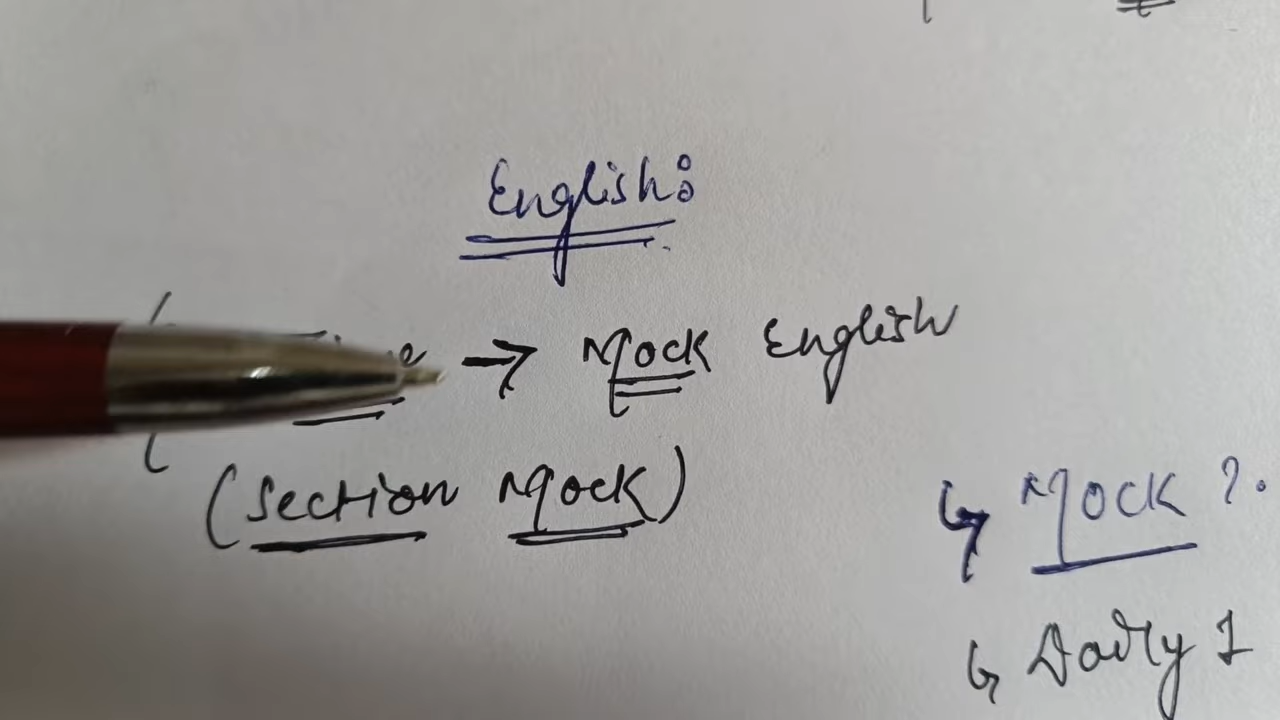 English:
→ Mock English
(Section Mock)
↳ Mock ?.
↳ Daily 1